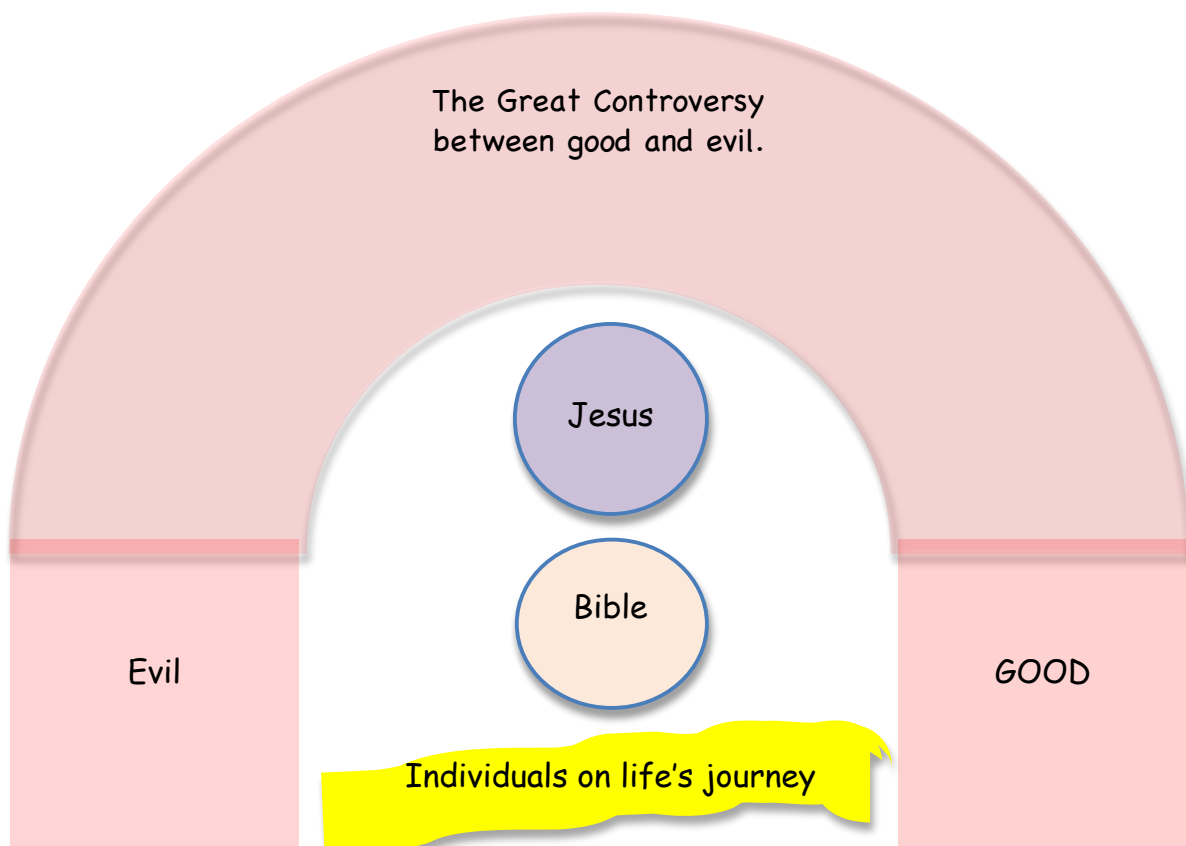 The Great Controversy
between good and evil.
Jesus
Bible
Evil
GOOD
Individuals on life's journey